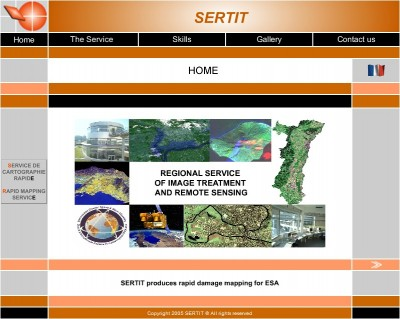 SERTIT
Home
The Service
Skills
Gallery
Contact us
HOME
SERVICE DE
CARTOGRAPHIE
RAPIDE
RAPID MAPPING
SERVICE
REGIONAL SERVICE
OF IMAGE TREATMENT
AND REMOTE SENSING
SERTIT produces rapid damage mapping for ESA
Copyright 2005 SERTIT ® All rights reserved